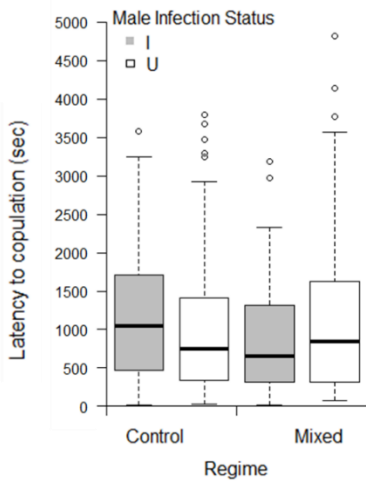 Male Infection Status
I
U
5000
4500
4000
3500
3000
2500
2000
1500
1000
500
0
Latency to copulation (sec)
Control Mixed
Regime